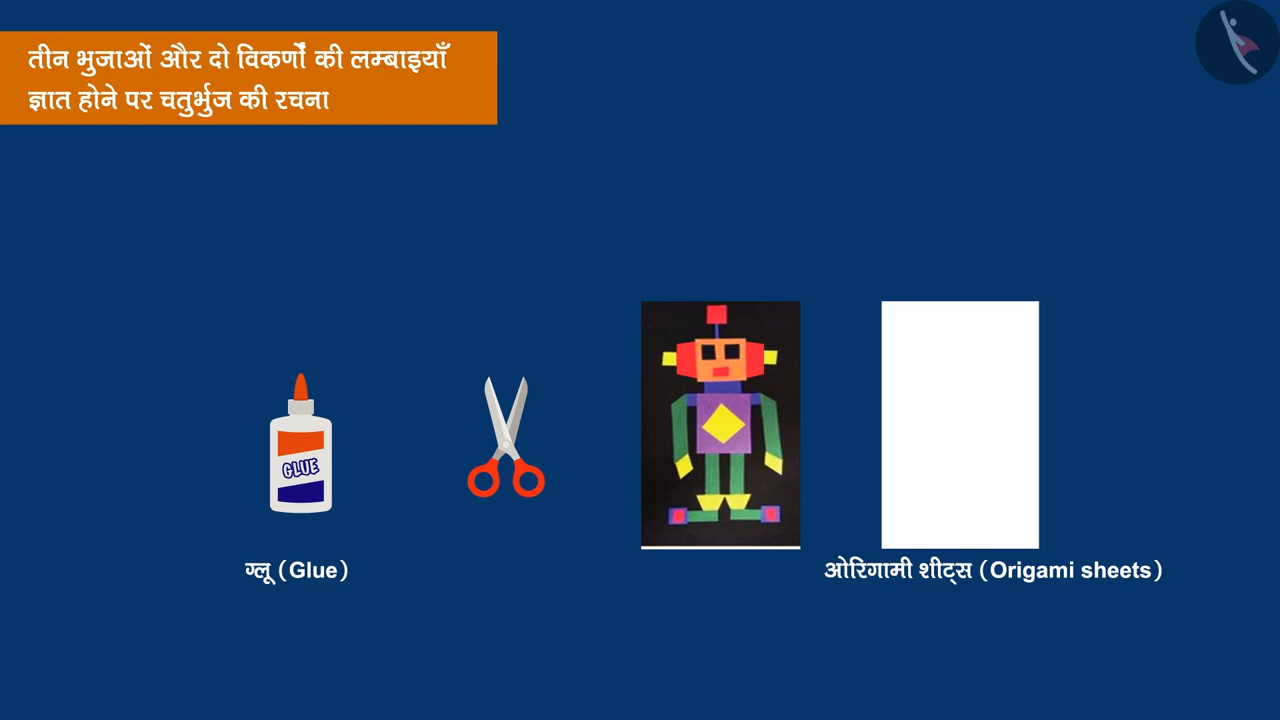 तीन भुजाओं और दो विकर्णों की लम्बाइयाँ
ज्ञात होने पर चतुर्भुज की रचना
GLUE
ग्लू (Glue)
ओरिगामी शीट्स (Origami sheets)